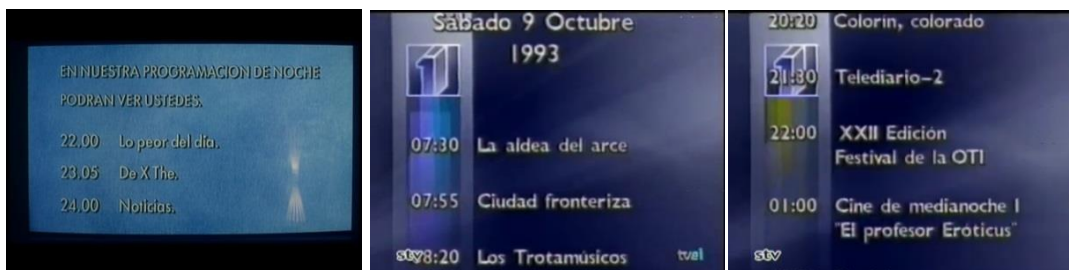 EN NUESTRA PROGRAMACION DE NOCHE
PODRAN VER USTEDES.
22.00 Lo peor del día.
23.05 De X The.
24.00 Noticias.
Sábado 9 Octubre
1993
1
07:30 La aldea del arce
07:55 Ciudad fronteriza
08:20 Los Trotamúsicos
stv
tve1
20:20 Colorín, colorado
1
21:30 Telediario-2
22:00 XXII Edición
Festival de la OTI
01:00 Cine de medianoche I
"El profesor Eróticus"
stv